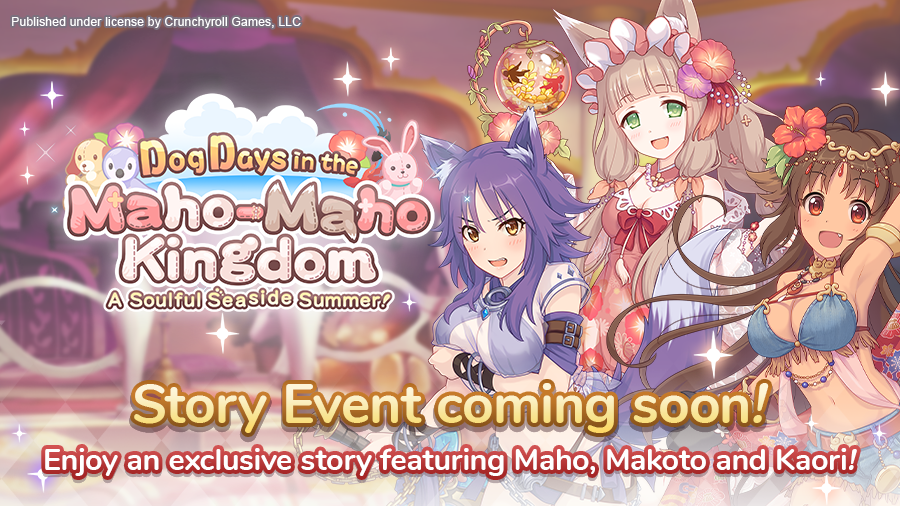 Published under license by Crunchyroll Games, LLC
Dog Days in the
Maho-Maho
Kingdom
A Soulful Seaside Summer!
Story Event coming soon!
Enjoy an exclusive story featuring Maho, Makoto and Kaori!